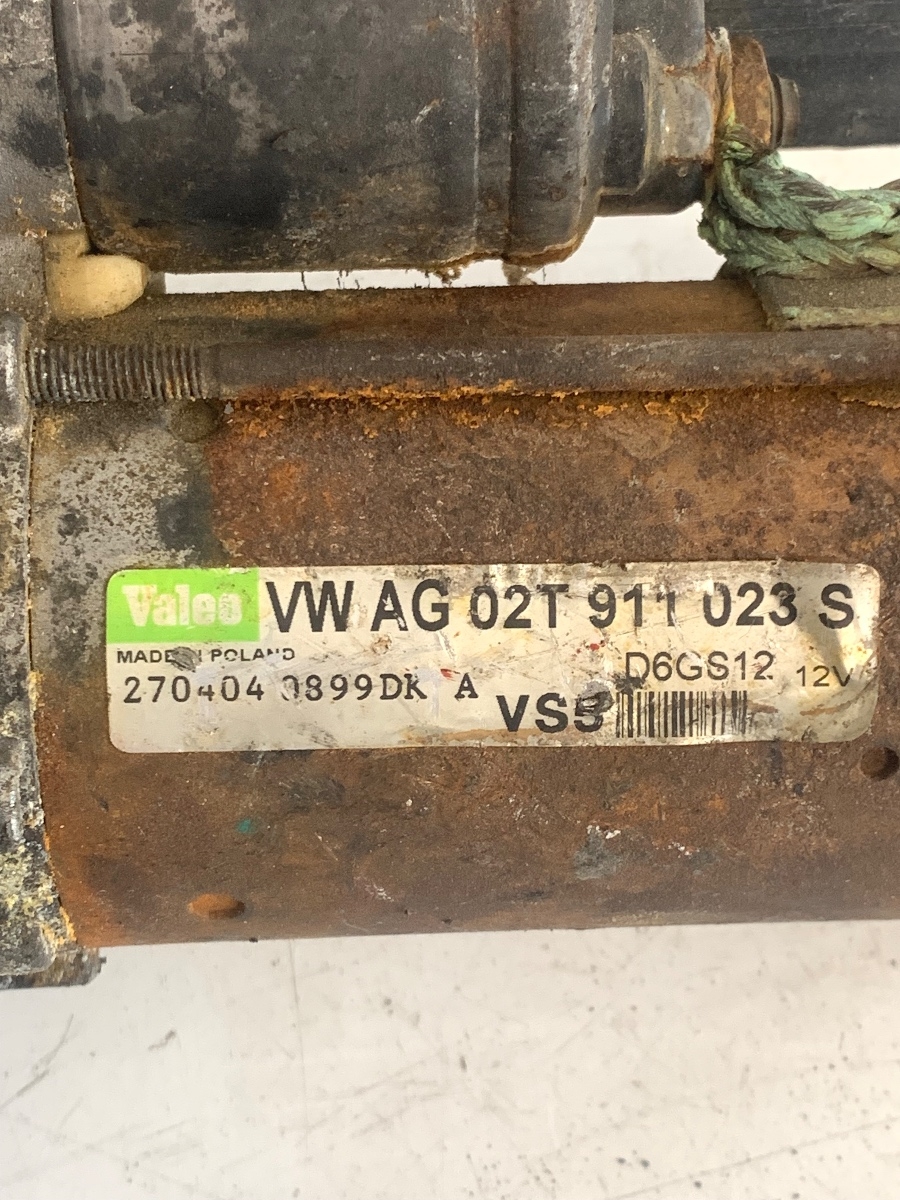 Valeo VW AG 02T 911 023 S
MADE IN POLAND D6GS12 12V
270404 0899DK A VS5